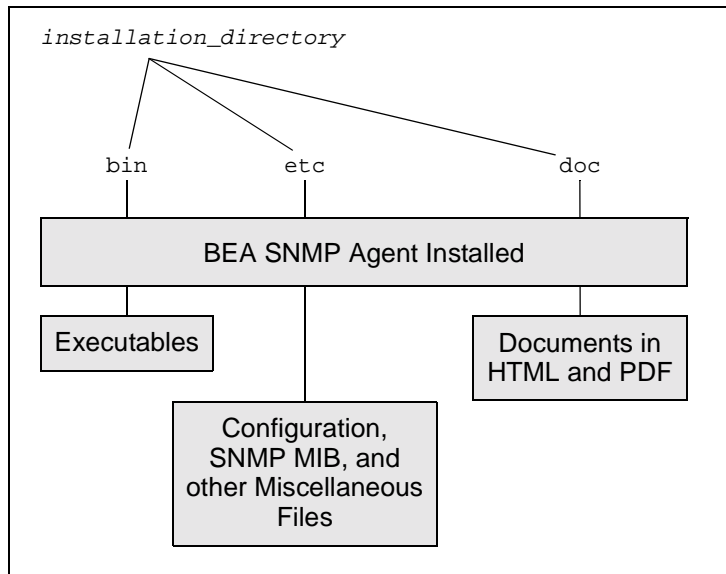 installation_directory
bin etc doc
BEA SNMP Agent Installed
Executables
Documents in
HTML and PDF
Configuration,
SNMP MIB, and
other Miscellaneous
Files